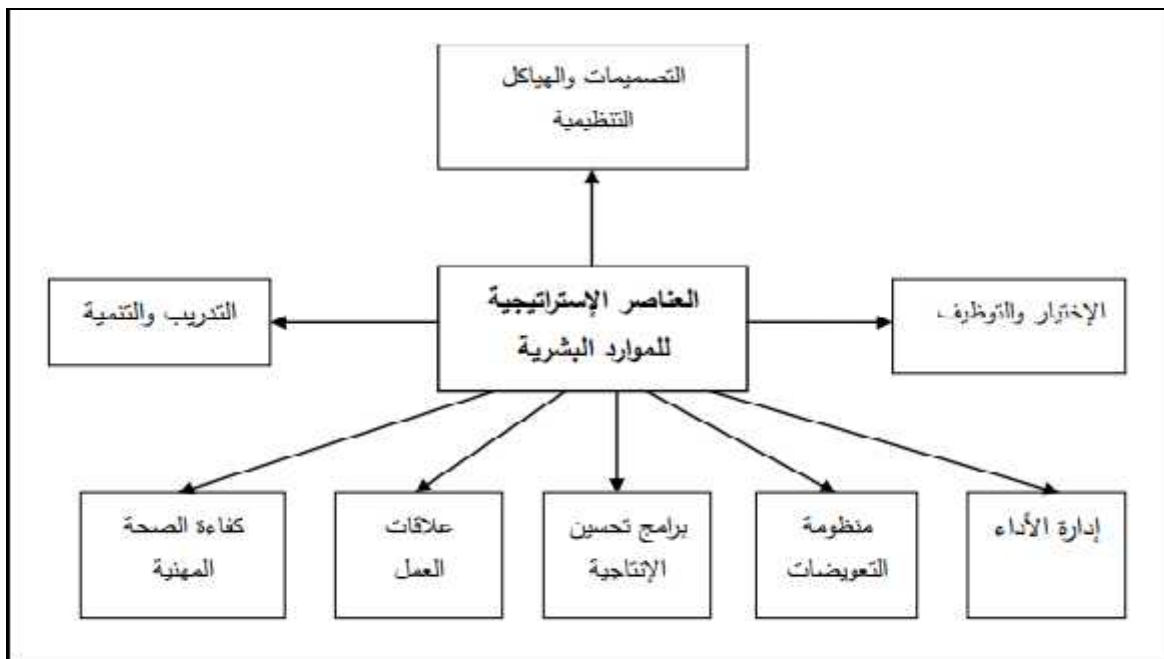 التصميمات والهياكل
التنظيمية
العناصر الإستراتيجية
للموارد البشرية
الإختيار والتوظيف
التدريب والتنمية
إدارة الأداء
منظومة
التعويضات
برامج تحسين
الإنتاجية
علاقات
العمل
كفاءة الصحة
المهنية